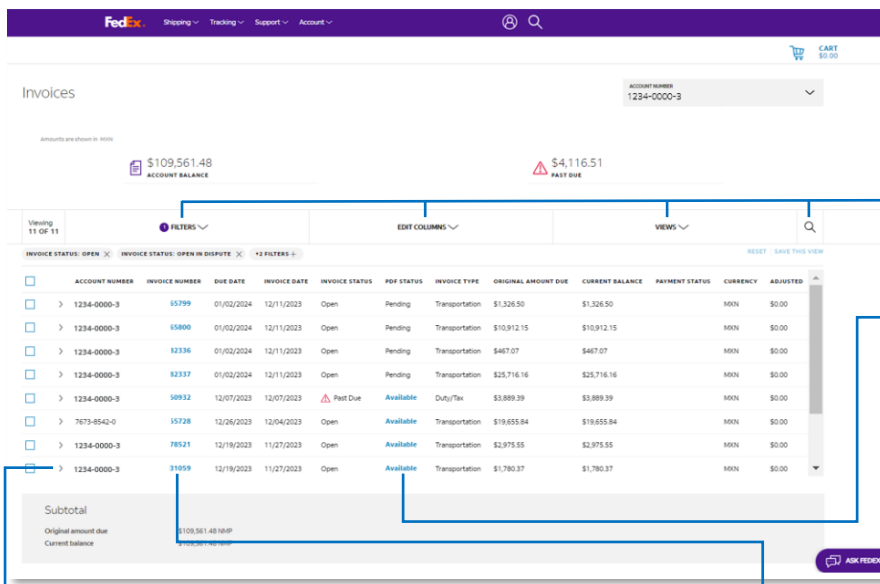 FedEx. Shipping Tracking Support Account
CART
$0.00
Invoices
ACCOUNT NUMBER
1234-0000-3
Amounts are shown in MXN
$109,561.48
ACCOUNT BALANCE
$4,116.51
PAST DUE
Viewing
11 OF 11
1 FILTERS
EDIT COLUMNS
VIEWS
INVOICE STATUS: OPEN X INVOICE STATUS: OPEN IN DISPUTE X +2 FILTERS + RESET SAVE THIS VIEW
ACCOUNT NUMBER INVOICE NUMBER DUE DATE INVOICE DATE INVOICE STATUS PDF STATUS INVOICE TYPE ORIGINAL AMOUNT DUE CURRENT BALANCE PAYMENT STATUS CURRENCY ADJUSTED
1234-0000-3 65799 01/02/2024 12/11/2023 Open Pending Transportation $1,326.50 $1,326.50 MXN $0.00
1234-0000-3 65800 01/02/2024 12/11/2023 Open Pending Transportation $10,912.15 $10,912.15 MXN $0.00
1234-0000-3 82336 01/02/2024 12/11/2023 Open Pending Transportation $467.07 $467.07 MXN $0.00
1234-0000-3 82337 01/02/2024 12/11/2023 Open Pending Transportation $25,716.16 $25,716.16 MXN $0.00
1234-0000-3 50932 12/07/2023 12/07/2023 Past Due Available Duty/Tax $3,889.39 $3,889.39 MXN $0.00
7673-8542-0 55728 12/26/2023 12/04/2023 Open Available Transportation $19,655.84 $19,655.84 MXN $0.00
1234-0000-3 78521 12/19/2023 11/27/2023 Open Available Transportation $2,975.55 $2,975.55 MXN $0.00
1234-0000-3 31059 12/19/2023 11/27/2023 Open Available Transportation $1,780.37 $1,780.37 MXN $0.00
Subtotal
Original amount due $109,561.48 NMP
Current balance $109,561.48 NMP
ASK FEDEX